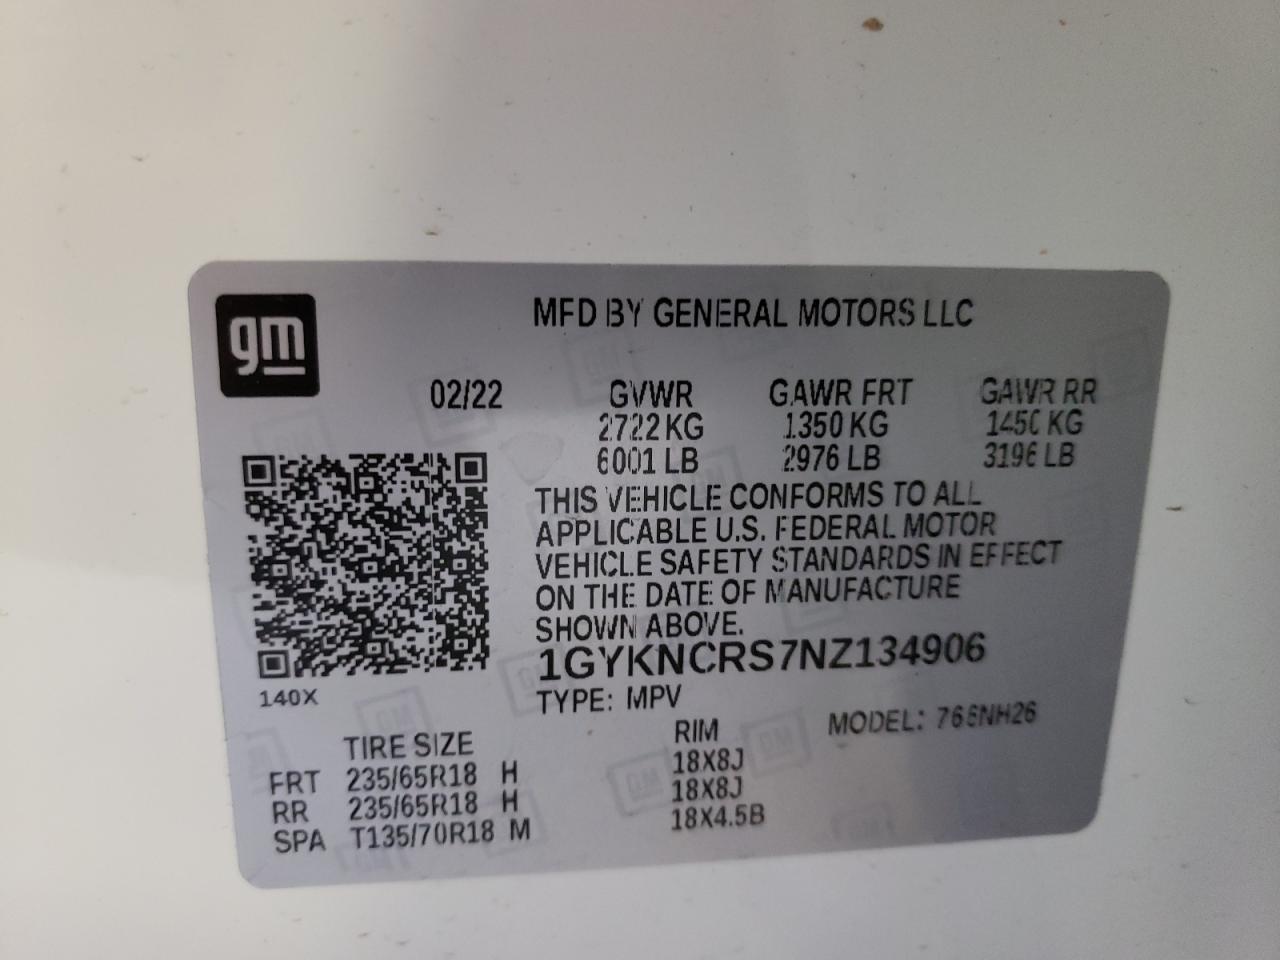 gm
MFD BY GENERAL MOTORS LLC
02/22 GVWR GAWR FRT GAWR RR
2722 KG 1350 KG 1450 KG
6001 LB 2976 LB 3196 LB
THIS VEHICLE CONFORMS TO ALL
APPLICABLE U.S. FEDERAL MOTOR
VEHICLE SAFETY STANDARDS IN EFFECT
ON THE DATE OF MANUFACTURE
SHOWN ABOVE.
1GYKNCRS7NZ134906
140X
TYPE: MPV
MODEL: 766NH26
TIRE SIZE RIM
FRT 235/65R18 H 18X8J
RR 235/65R18 H 18X8J
SPA T135/70R18 M 18X4.5B